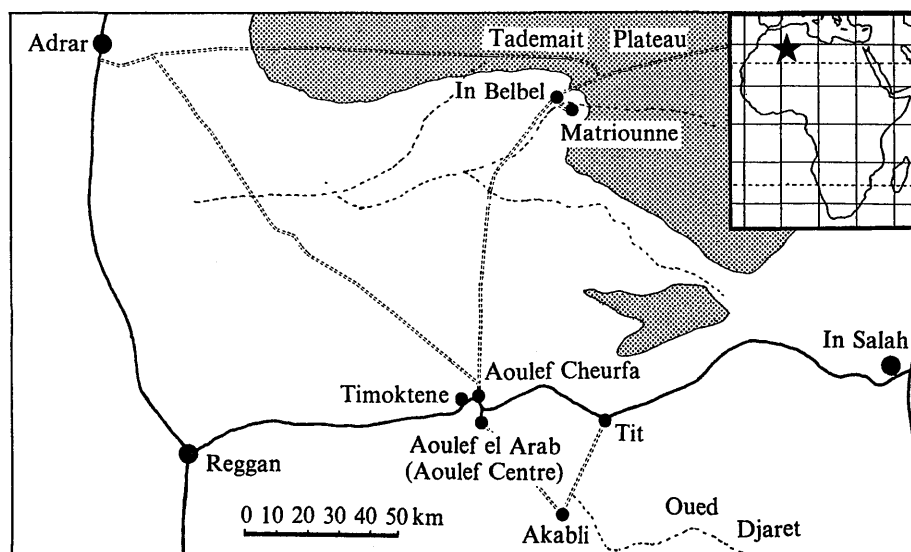 Adrar
Tademait Plateau
In Belbel
Matriounne
In Salah
Aoulef Cheurfa
Timoktene
Tit
Aoulef el Arab
(Aoulef Centre)
Reggan
Oued
Djaret
0 10 20 30 40 50 km
Akabli